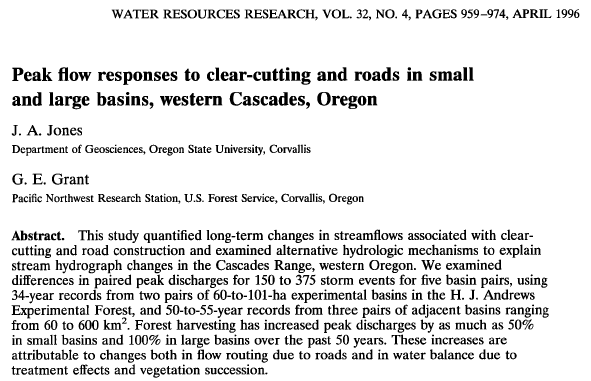 WATER RESOURCES RESEARCH, VOL. 32, NO. 4, PAGES 959–974, APRIL 1996
Peak flow responses to clear-cutting and roads in small
and large basins, western Cascades, Oregon
J. A. Jones
Department of Geosciences, Oregon State University, Corvallis
G. E. Grant
Pacific Northwest Research Station, U.S. Forest Service, Corvallis, Oregon
Abstract. This study quantified long-term changes in streamflows associated with clear-
cutting and road construction and examined alternative hydrologic mechanisms to explain
stream hydrograph changes in the Cascades Range, western Oregon. We examined
differences in paired peak discharges for 150 to 375 storm events for five basin pairs, using
34-year records from two pairs of 60-to-101-ha experimental basins in the H. J. Andrews
Experimental Forest, and 50-to-55-year records from three pairs of adjacent basins ranging
from 60 to 600 km². Forest harvesting has increased peak discharges by as much as 50%
in small basins and 100% in large basins over the past 50 years. These increases are
attributable to changes both in flow routing due to roads and in water balance due to
treatment effects and vegetation succession.